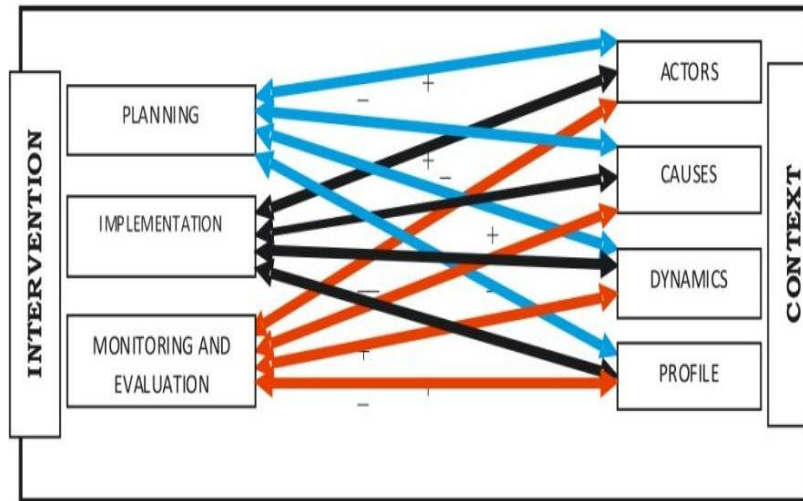 INTERVENTION
PLANNING
IMPLEMENTATION
MONITORING AND
EVALUATION
ACTORS
CAUSES
DYNAMICS
PROFILE
CONTEXT
+
−
+
−
+
−
-
+
−